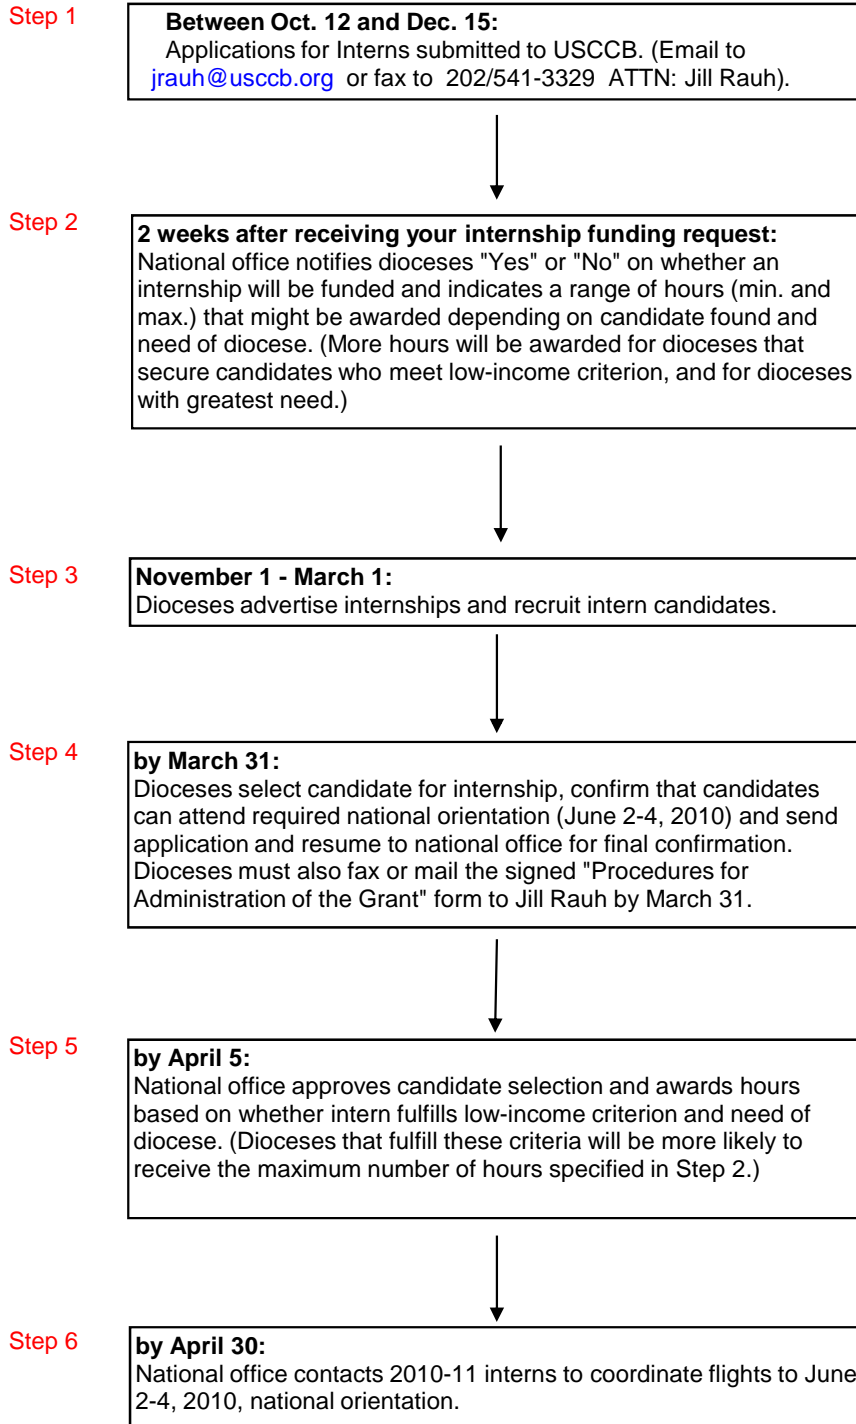 Step 1
Between Oct. 12 and Dec. 15:
Applications for Interns submitted to USCCB. (Email to
jrauh@usccb.org or fax to 202/541-3329 ATTN: Jill Rauh).
Step 2
2 weeks after receiving your internship funding request:
National office notifies dioceses "Yes" or "No" on whether an
internship will be funded and indicates a range of hours (min. and
max.) that might be awarded depending on candidate found and
need of diocese. (More hours will be awarded for dioceses that
secure candidates who meet low-income criterion, and for dioceses
with greatest need.)
Step 3
November 1 - March 1:
Dioceses advertise internships and recruit intern candidates.
Step 4
by March 31:
Dioceses select candidate for internship, confirm that candidates
can attend required national orientation (June 2-4, 2010) and send
application and resume to national office for final confirmation.
Dioceses must also fax or mail the signed "Procedures for
Administration of the Grant" form to Jill Rauh by March 31.
Step 5
by April 5:
National office approves candidate selection and awards hours
based on whether intern fulfills low-income criterion and need of
diocese. (Dioceses that fulfill these criteria will be more likely to
receive the maximum number of hours specified in Step 2.)
Step 6
by April 30:
National office contacts 2010-11 interns to coordinate flights to June
2-4, 2010, national orientation.